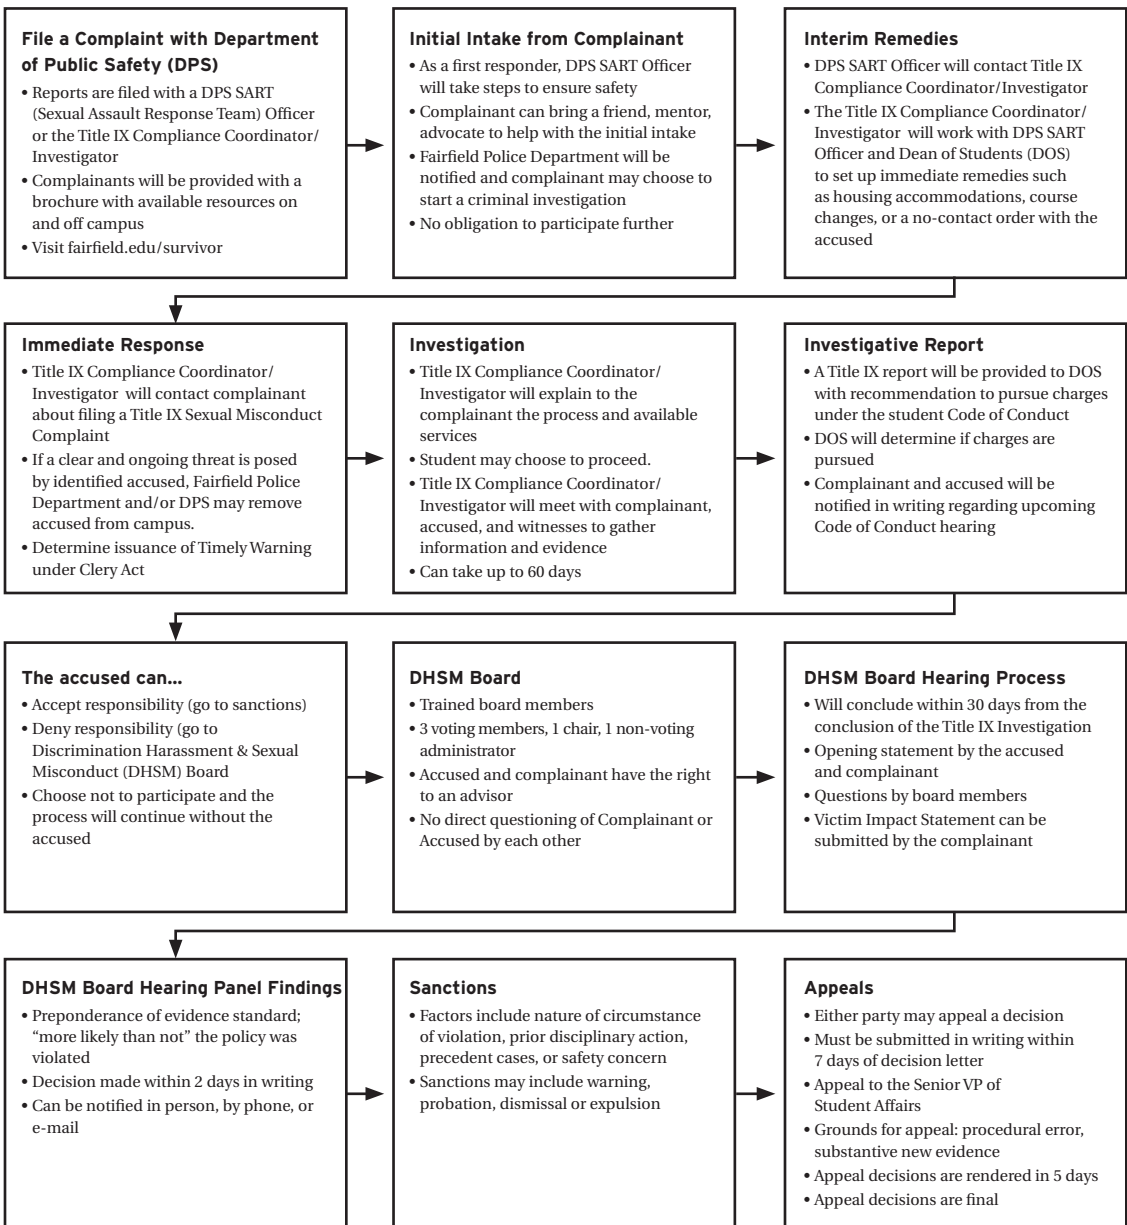 File a Complaint with Department
of Public Safety (DPS)
• Reports are filed with a DPS SART
(Sexual Assault Response Team) Officer
or the Title IX Compliance Coordinator/
Investigator
• Complainants will be provided with a
brochure with available resources on
and off campus
• Visit fairfield.edu/survivor
Initial Intake from Complainant
• As a first responder, DPS SART Officer
will take steps to ensure safety
• Complainant can bring a friend, mentor,
advocate to help with the initial intake
• Fairfield Police Department will be
notified and complainant may choose to
start a criminal investigation
• No obligation to participate further
Interim Remedies
• DPS SART Officer will contact Title IX
Compliance Coordinator/Investigator
• The Title IX Compliance Coordinator/
Investigator will work with DPS SART
Officer and Dean of Students (DOS)
to set up immediate remedies such
as housing accommodations, course
changes, or a no-contact order with the
accused
Immediate Response
• Title IX Compliance Coordinator/
Investigator will contact complainant
about filing a Title IX Sexual Misconduct
Complaint
• If a clear and ongoing threat is posed
by identified accused, Fairfield Police
Department and/or DPS may remove
accused from campus.
• Determine issuance of Timely Warning
under Clery Act
Investigation
• Title IX Compliance Coordinator/
Investigator will explain to the
complainant the process and available
services
• Student may choose to proceed.
• Title IX Compliance Coordinator/
Investigator will meet with complainant,
accused, and witnesses to gather
information and evidence
• Can take up to 60 days
Investigative Report
• A Title IX report will be provided to DOS
with recommendation to pursue charges
under the student Code of Conduct
• DOS will determine if charges are
pursued
• Complainant and accused will be
notified in writing regarding upcoming
Code of Conduct hearing
The accused can...
• Accept responsibility (go to sanctions)
• Deny responsibility (go to
Discrimination Harassment & Sexual
Misconduct (DHSM) Board
• Choose not to participate and the
process will continue without the
accused
DHSM Board
• Trained board members
• 3 voting members, 1 chair, 1 non-voting
administrator
• Accused and complainant have the right
to an advisor
• No direct questioning of Complainant or
Accused by each other
DHSM Board Hearing Process
• Will conclude within 30 days from the
conclusion of the Title IX Investigation
• Opening statement by the accused
and complainant
• Questions by board members
• Victim Impact Statement can be
submitted by the complainant
DHSM Board Hearing Panel Findings
• Preponderance of evidence standard;
“more likely than not” the policy was
violated
• Decision made within 2 days in writing
• Can be notified in person, by phone, or
e-mail
Sanctions
• Factors include nature of circumstance
of violation, prior disciplinary action,
precedent cases, or safety concern
• Sanctions may include warning,
probation, dismissal or expulsion
Appeals
• Either party may appeal a decision
• Must be submitted in writing within
7 days of decision letter
• Appeal to the Senior VP of
Student Affairs
• Grounds for appeal: procedural error,
substantive new evidence
• Appeal decisions are rendered in 5 days
• Appeal decisions are final